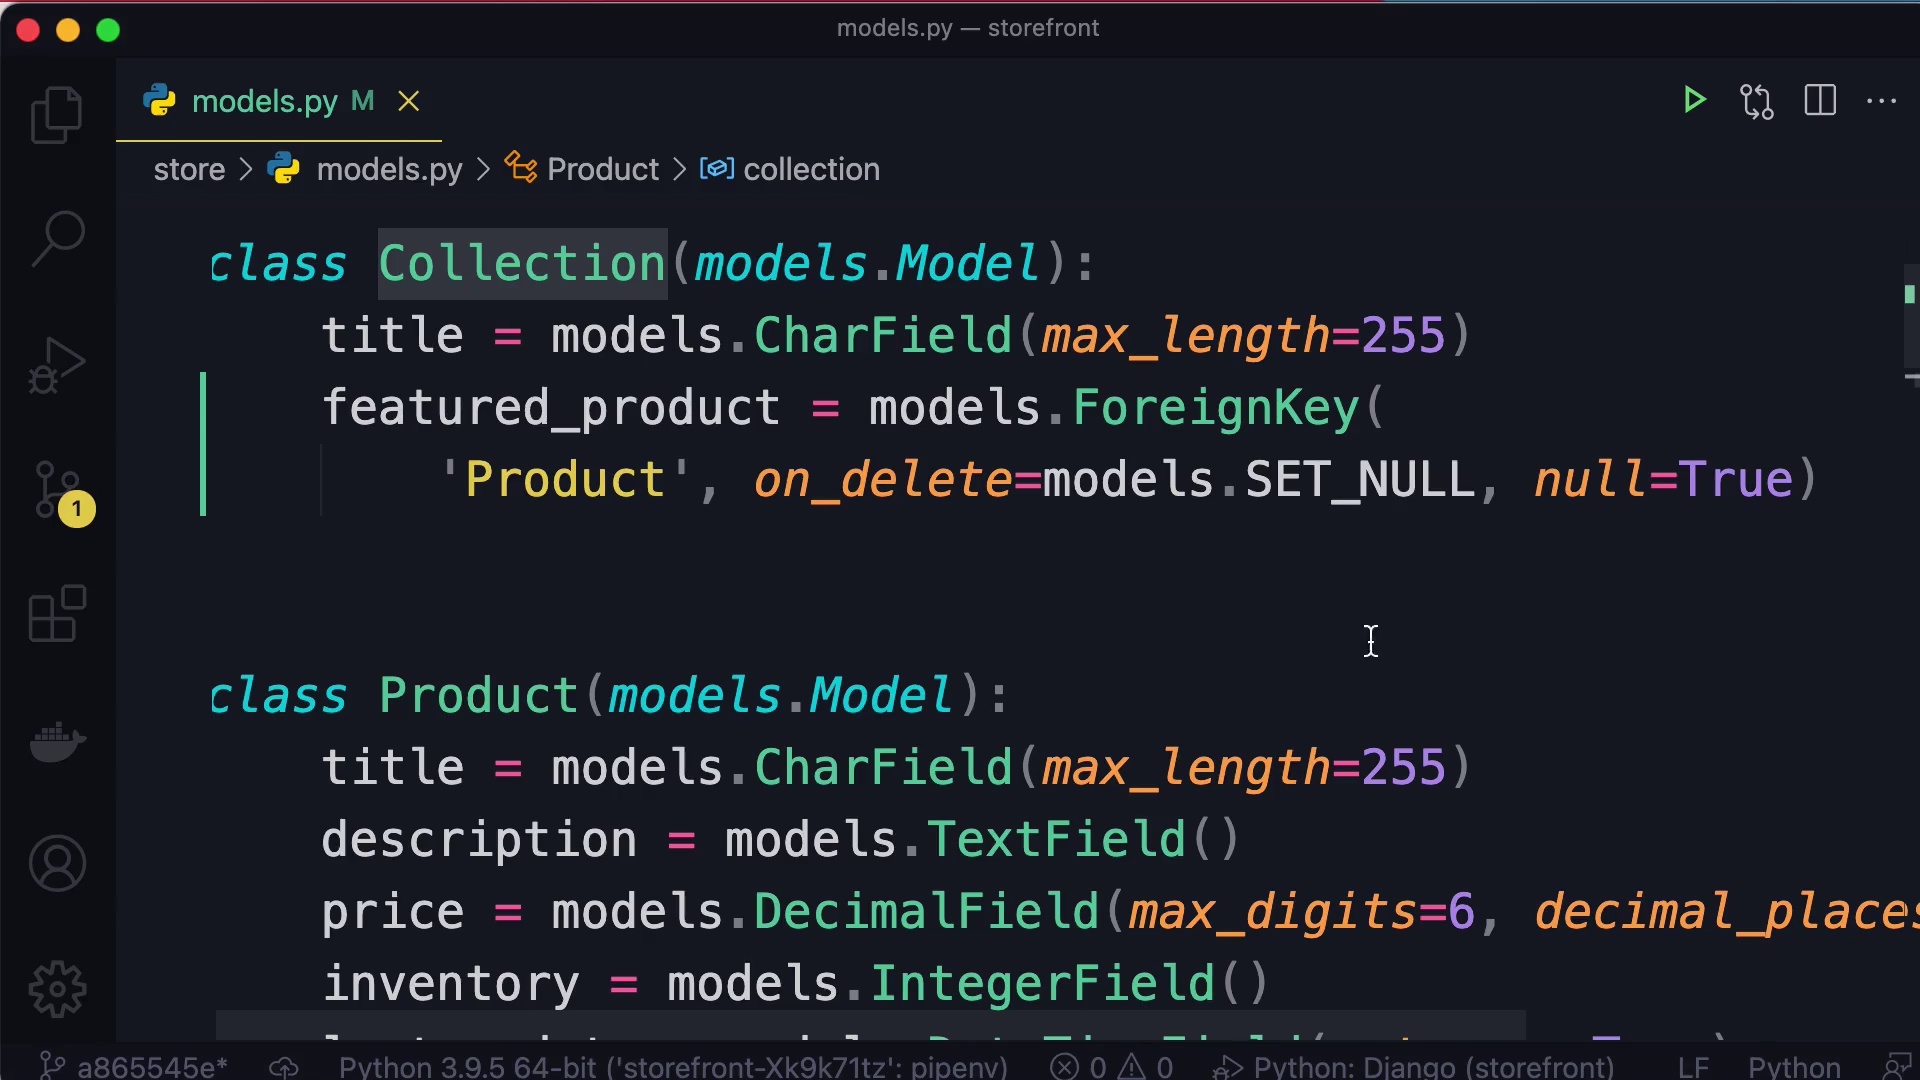 models.py — storefront
models.py M
store > models.py > Product > collection
class Collection(models.Model):
title = models.CharField(max_length=255)
featured_product = models.ForeignKey(
'Product', on_delete=models.SET_NULL, null=True)
1
class Product(models.Model):
title = models.CharField(max_length=255)
description = models.TextField()
price = models.DecimalField(max_digits=6, decimal_places
inventory = models.IntegerField()
a865545e* Python 3.9.5 64-bit ('storefront-Xk9k71tz': pipenv) 0 0 Python: Django (storefront) LF Python